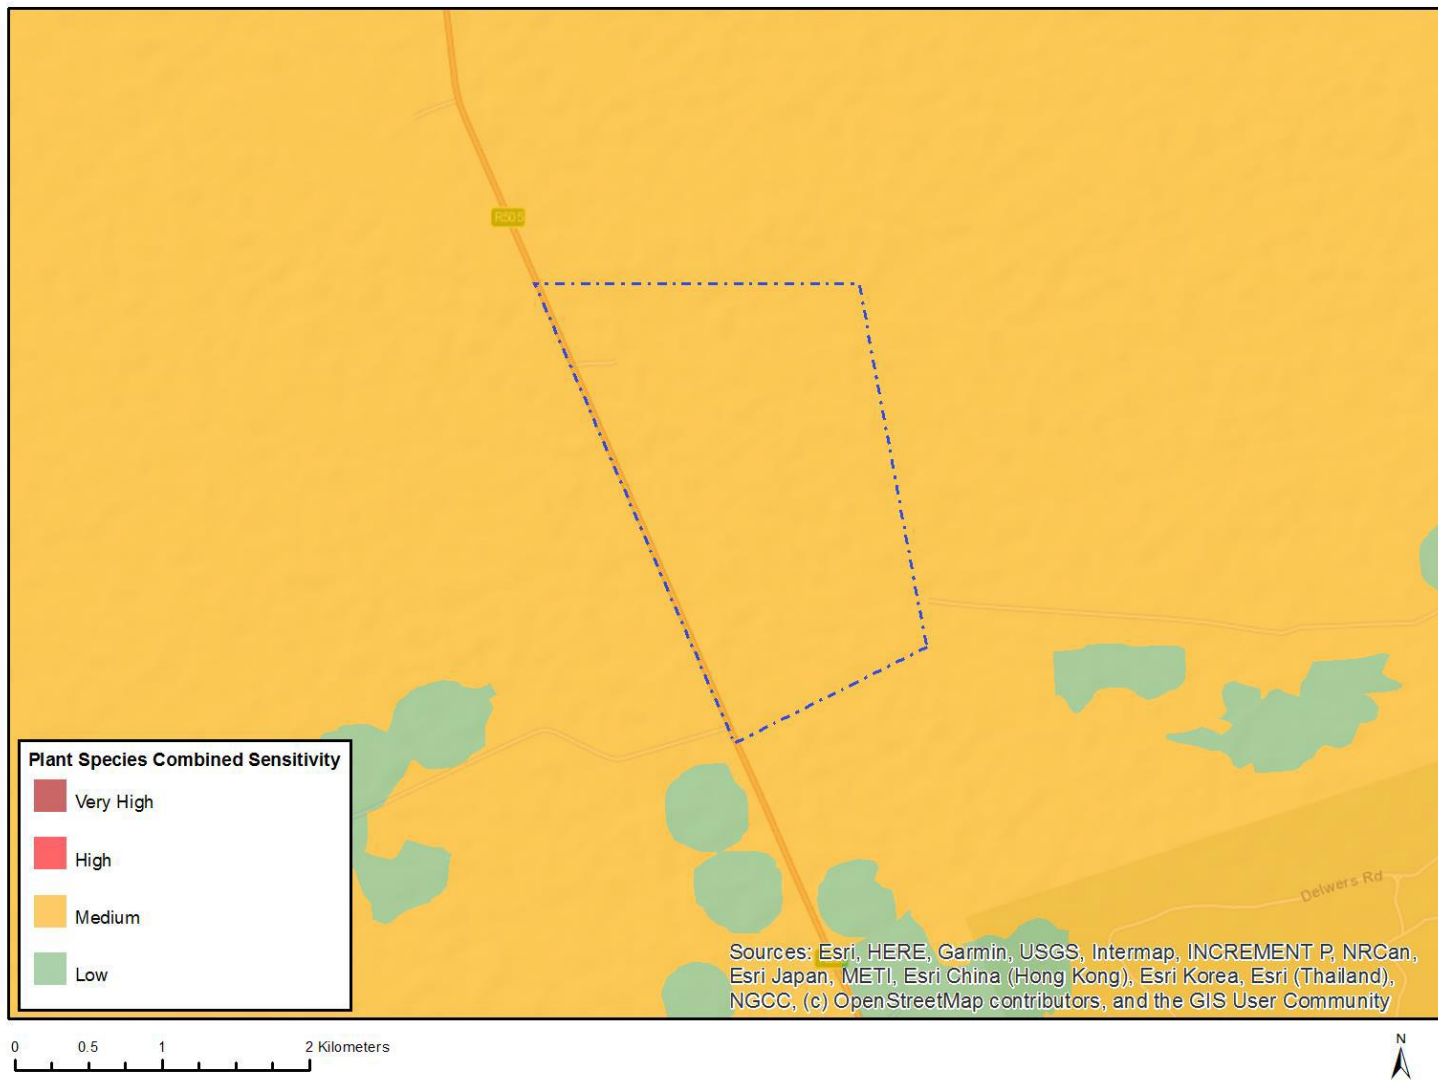 R505
Plant Species Combined Sensitivity
Very High
High
Medium
Low
Delwers Rd
Sources: Esri, HERE, Garmin, USGS, Intermap, INCREMENT P, NRCan,
Esri Japan, METI, Esri China (Hong Kong), Esri Korea, Esri (Thailand),
NGCC, (c) OpenStreetMap contributors, and the GIS User Community
0 0.5 1 2 Kilometers
N